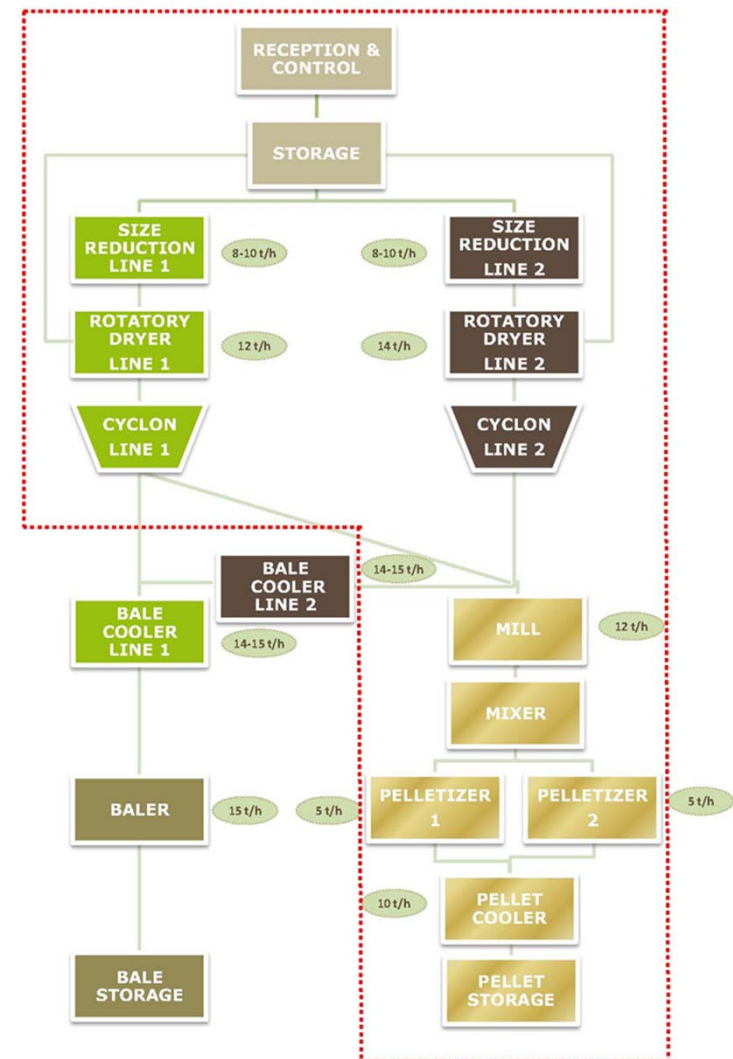 RECEPTION &
CONTROL
STORAGE
SIZE
REDUCTION
LINE 1
8-10 t/h
8-10 t/h
SIZE
REDUCTION
LINE 2
ROTATORY
DRYER
LINE 1
12 t/h
14 t/h
ROTATORY
DRYER
LINE 2
CYCLON
LINE 1
CYCLON
LINE 2
BALE
COOLER
LINE 2
14-15 t/h
BALE
COOLER
LINE 1
14-15 t/h
MILL
12 t/h
MIXER
BALER
15 t/h
5 t/h
PELLETIZER
1
PELLETIZER
2
5 t/h
10 t/h
PELLET
COOLER
BALE
STORAGE
PELLET
STORAGE